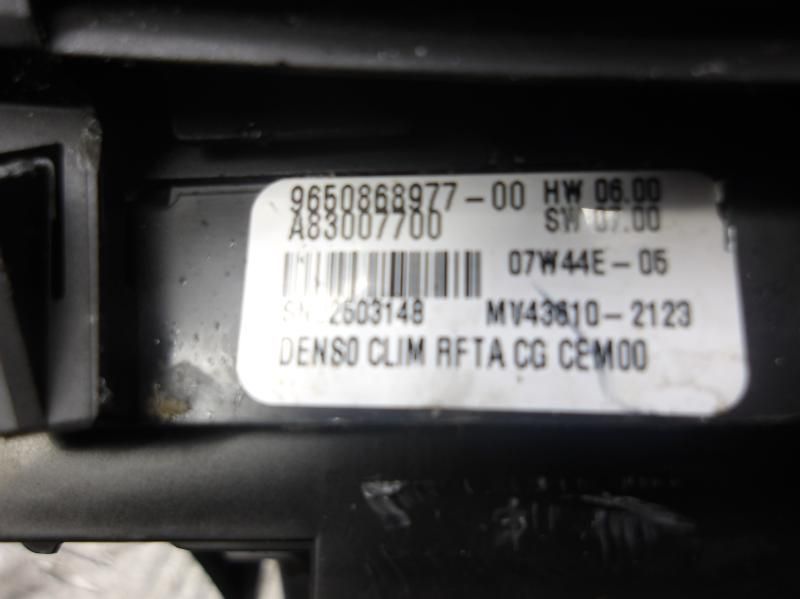 9650868977-00 HW 06.00
A83007700 SW 07.00
07W44E-05
SN 2603148 MV43610-2123
DENSO CLIM RFTA CG CEM00